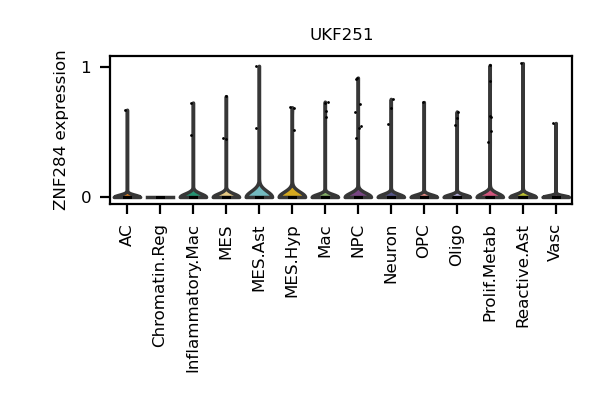 UKF251
ZNF284 expression
1
0
AC
Chromatin.Reg
Inflammatory.Mac
MES
MES.Ast
MES.Hyp
Mac
NPC
Neuron
OPC
Oligo
Prolif.Metab
Reactive.Ast
Vasc